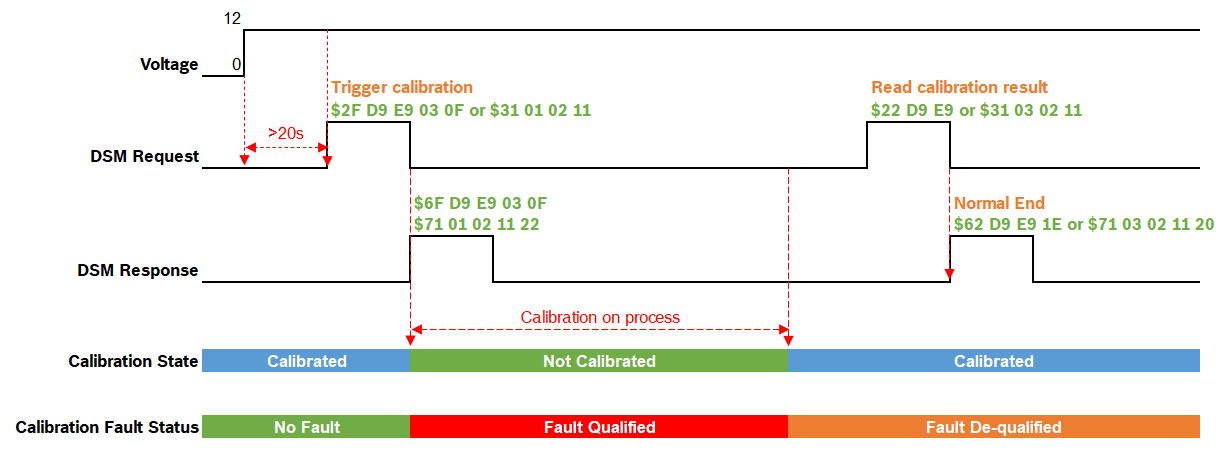 12
Voltage
0
Trigger calibration
$2F D9 E9 03 0F or $31 01 02 11
Read calibration result
$22 D9 E9 or $31 03 02 11
>20s
DSM Request
$6F D9 E9 03 0F
$71 01 02 11 22
Normal End
$62 D9 E9 1E or $71 03 02 11 20
DSM Response
Calibration on process
Calibration State
Calibrated
Not Calibrated
Calibrated
Calibration Fault Status
No Fault
Fault Qualified
Fault De-qualified